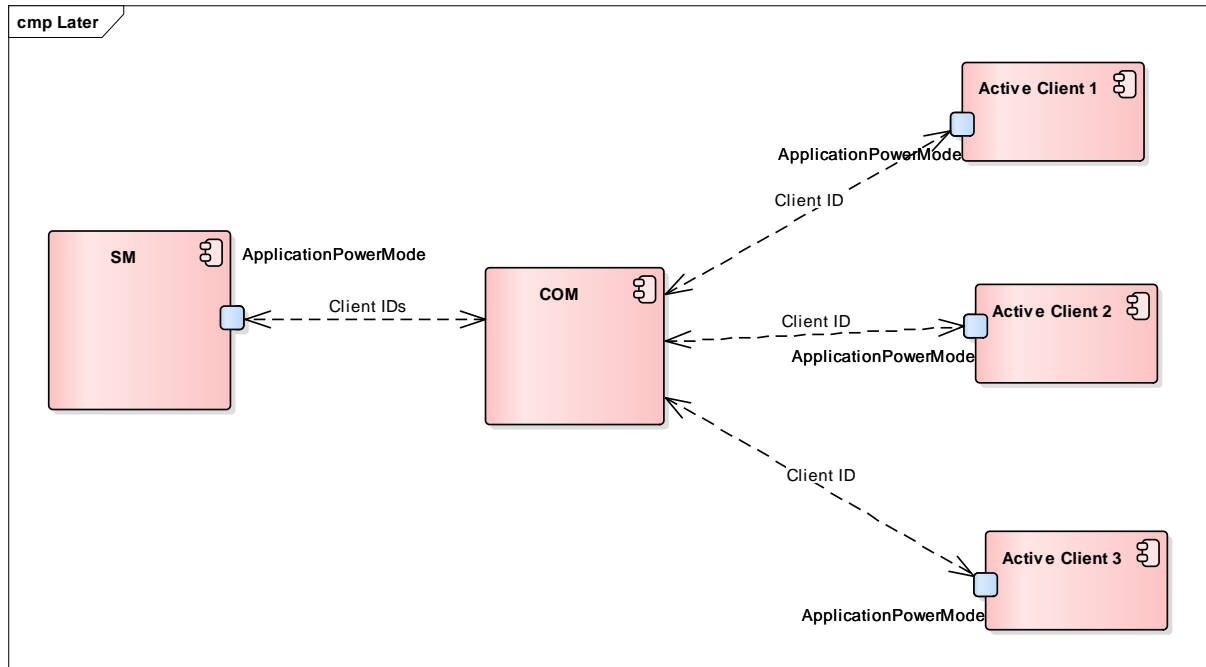 cmp Later
Active Client 1
ApplicationPowerMode
Client ID
SM
ApplicationPowerMode
Client IDs
COM
Active Client 2
Client ID
ApplicationPowerMode
Client ID
Active Client 3
ApplicationPowerMode